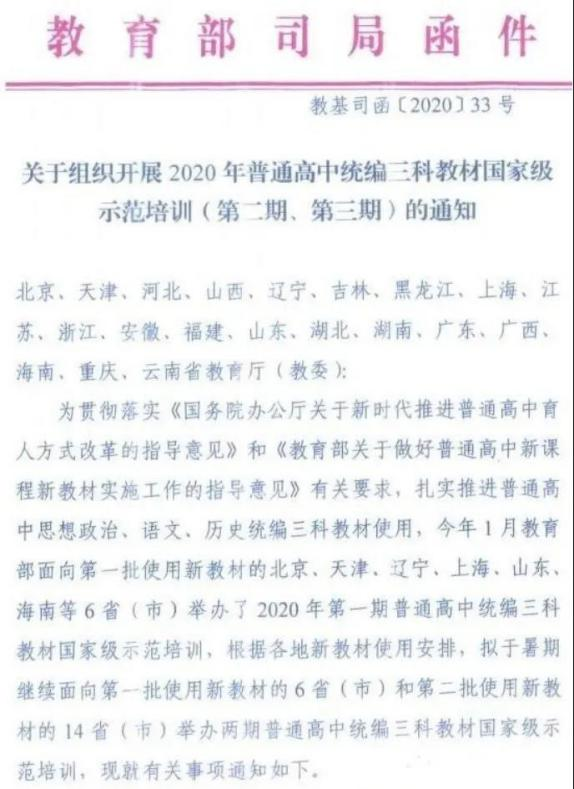 教育部司局函件
教基司函〔2020〕33号
关于组织开展2020年普通高中统编三科教材国家级
示范培训（第二期、第三期）的通知
北京、天津、河北、山西、辽宁、吉林、黑龙江、上海、江
苏、浙江、安徽、福建、山东、湖北、湖南、广东、广西、
海南、重庆、云南省教育厅（教委）：
为贯彻落实《国务院办公厅关于新时代推进普通高中育
人方式改革的指导意见》和《教育部关于做好普通高中新课
程新教材实施工作的指导意见》有关要求，扎实推进普通高
中思想政治、语文、历史统编三科教材使用，今年1月教育
部面向第一批使用新教材的北京、天津、辽宁、上海、山东、
海南等6省（市）举办了2020年第一期普通高中统编三科
教材国家级示范培训，根据各地新教材使用安排，拟于暑期
继续面向第一批使用新教材的6省（市）和第二批使用新教
材的14省（市）举办两期普通高中统编三科教材国家级示
范培训，现就有关事项通知如下。